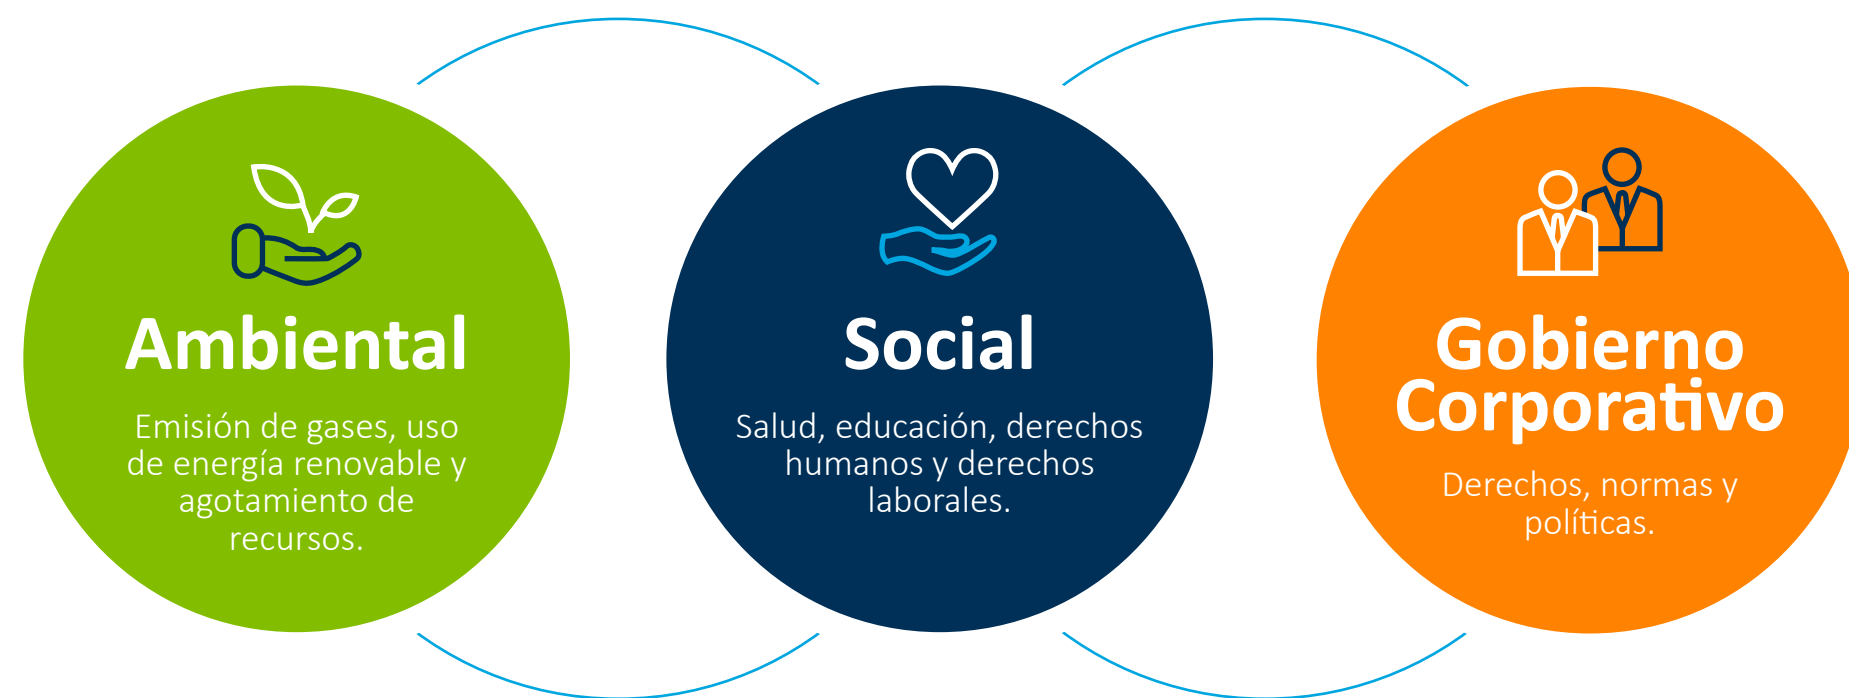 Ambiental
Emisión de gases, uso
de energía renovable y
agotamiento de
recursos.
Social
Salud, educación, derechos
humanos y derechos
laborales.
Gobierno
Corporativo
Derechos, normas y
políticas.